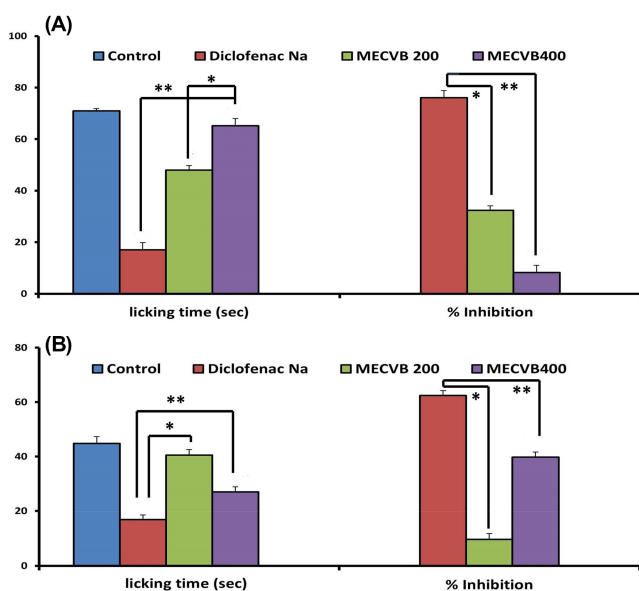 (A)
100
Control Diclofenac Na MECVB 200 MECVB400
80
** * * **
60
40
20
0
licking time (sec) % Inhibition
(B)
60
Control Diclofenac Na MECVB 200 MECVB400
** * * **
40
20
0
licking time (sec) % Inhibition